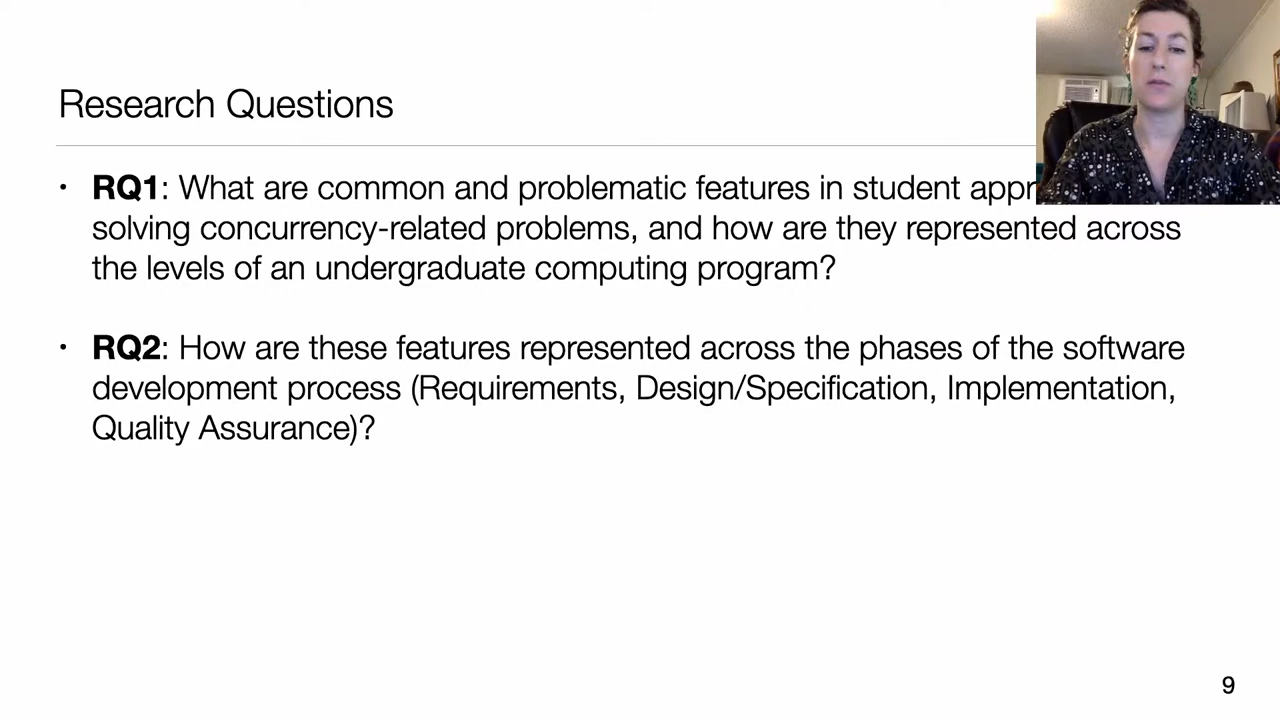 Research Questions
• RQ1: What are common and problematic features in student
solving concurrency-related problems, and how are they represented across
the levels of an undergraduate computing program?
• RQ2: How are these features represented across the phases of the software
development process (Requirements, Design/Specification, Implementation,
Quality Assurance)?
9